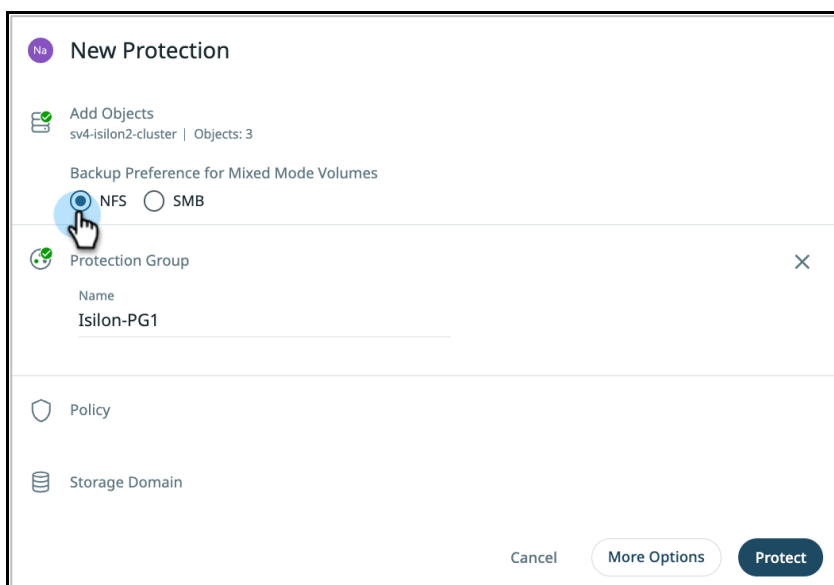 Na New Protection
Add Objects
sv4-isilon2-cluster | Objects: 3
Backup Preference for Mixed Mode Volumes
NFS SMB
Protection Group
Name
Isilon-PG1
Policy
Storage Domain
Cancel More Options Protect